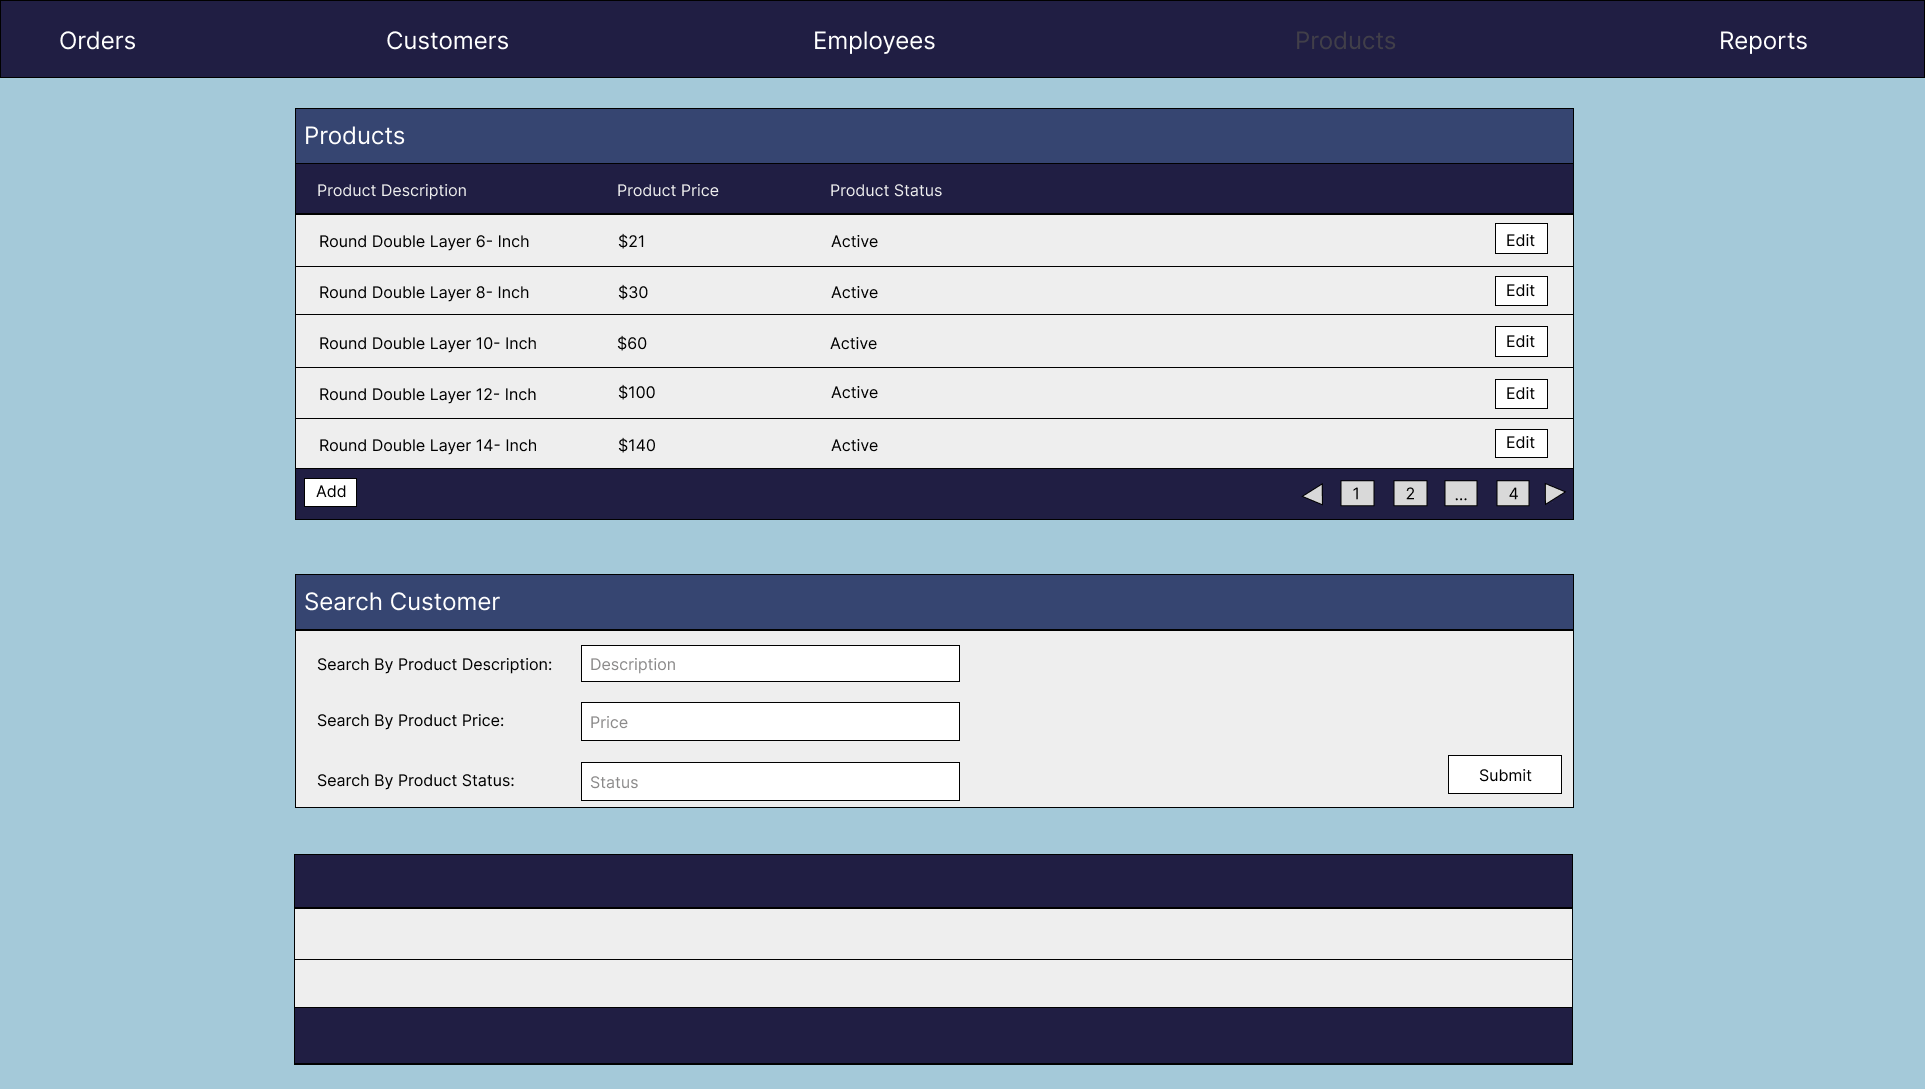 Orders Customers Employees Products Reports
Products
Product Description Product Price Product Status
Round Double Layer 6- Inch $21 Active Edit
Round Double Layer 8- Inch $30 Active Edit
Round Double Layer 10- Inch $60 Active Edit
Round Double Layer 12- Inch $100 Active Edit
Round Double Layer 14- Inch $140 Active Edit
Add 1 2 ... 4
Search Customer
Search By Product Description: Description
Search By Product Price: Price
Search By Product Status: Status
Submit